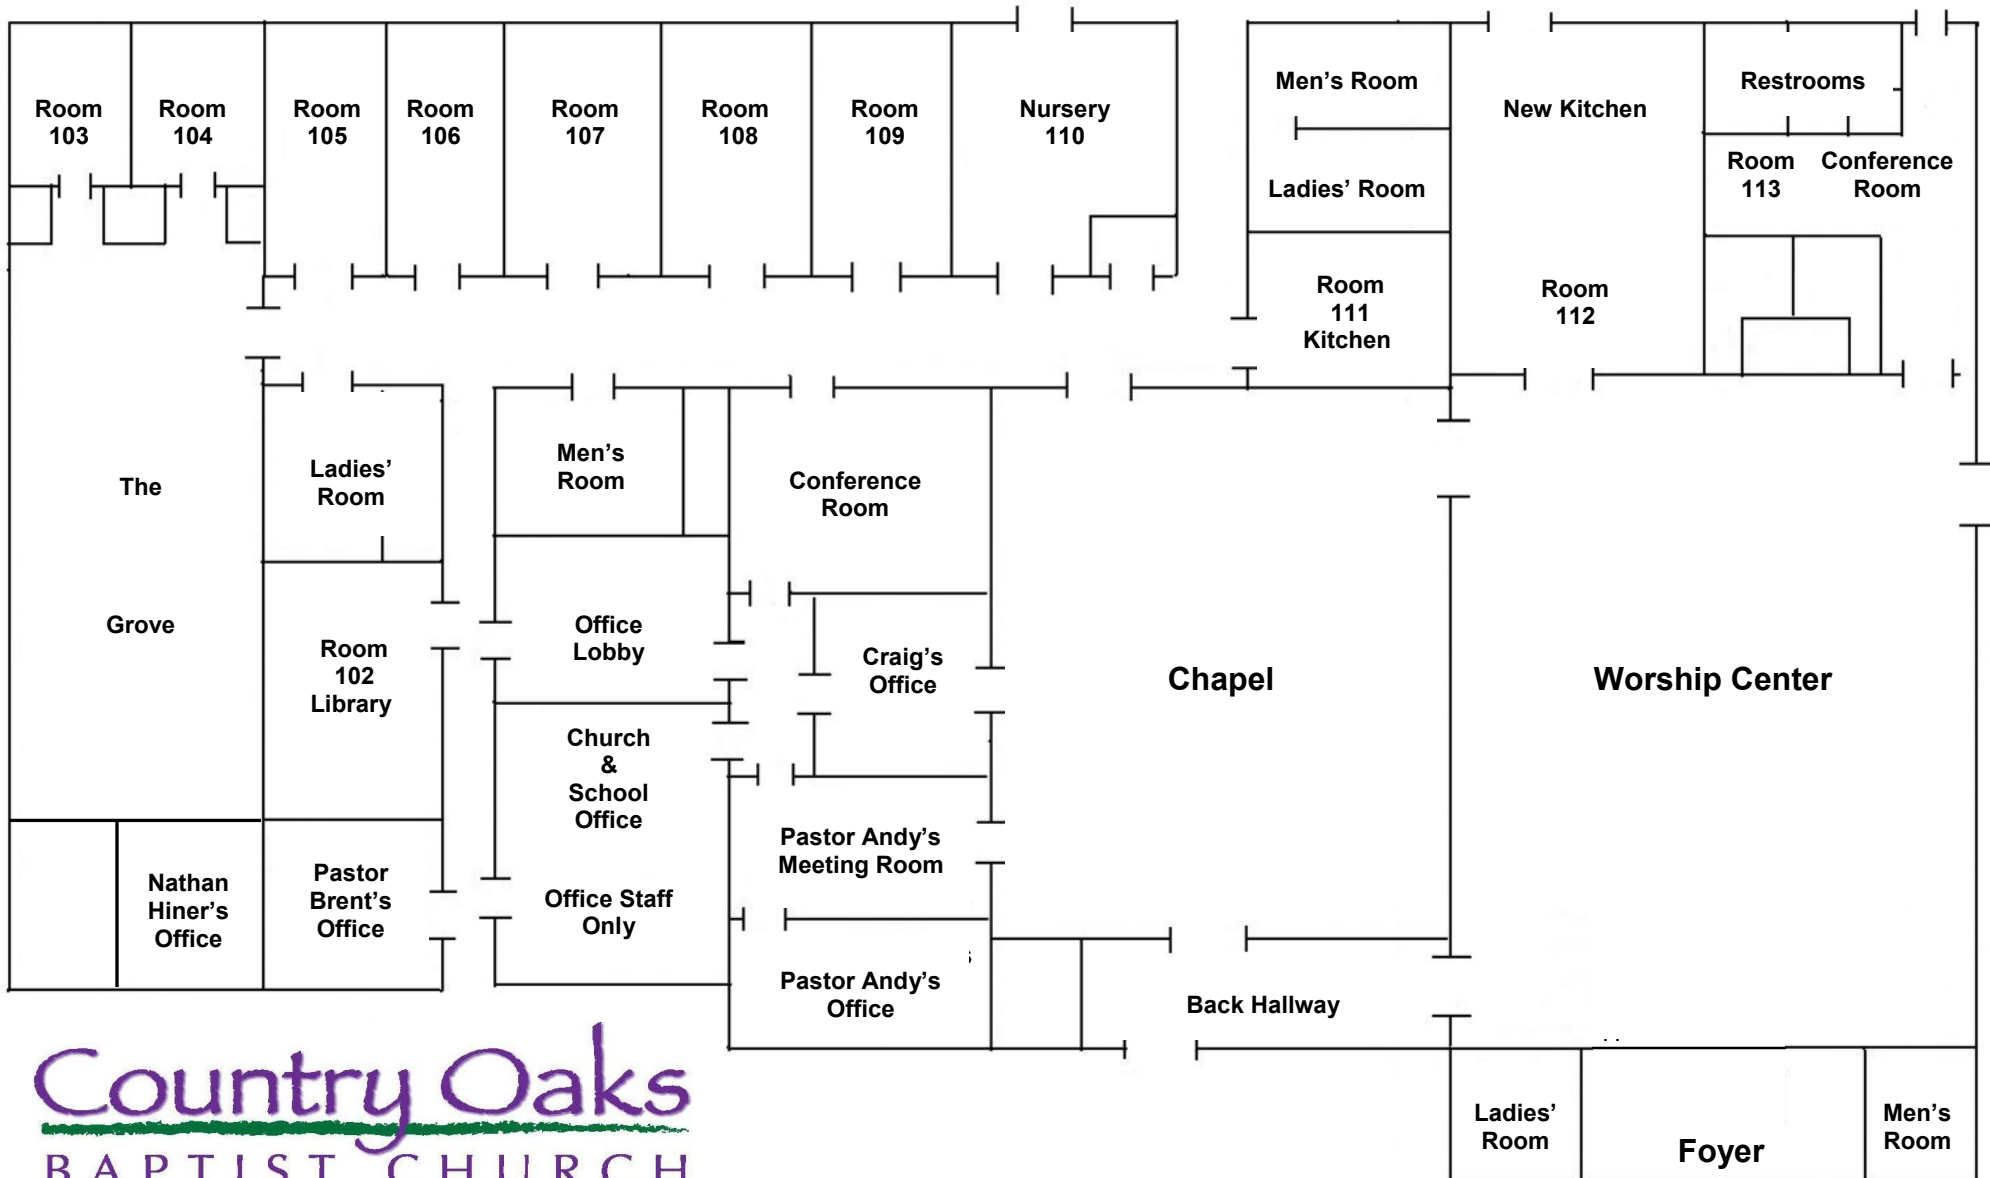 Room
103
Room
104
Room
105
Room
106
Room
107
Room
108
Room
109
Nursery
110
Men's Room
Ladies' Room
New Kitchen
Restrooms
Room
113
Conference
Room
Room
111
Kitchen
Room
112
The
Grove
Ladies'
Room
Men's
Room
Conference
Room
Room
102
Library
Office
Lobby
Craig's
Office
Chapel
Worship Center
Church
&
School
Office
Office Staff
Only
Pastor Andy's
Meeting Room
Nathan
Hiner's
Office
Pastor
Brent's
Office
Pastor Andy's
Office
Back Hallway
Ladies'
Room
Foyer
Men's
Room
Country Oaks
BAPTIST CHURCH